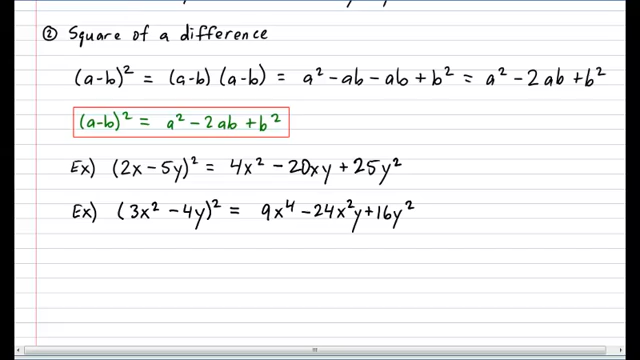 ② Square of a difference
(a-b)² = (a-b) (a-b) = a² - ab - ab + b² = a² - 2ab + b²
(a-b)² = a² - 2ab + b²
Ex) (2x - 5y)² = 4x² - 20xy + 25y²
Ex) (3x² - 4y)² = 9x⁴ - 24x²y + 16y²